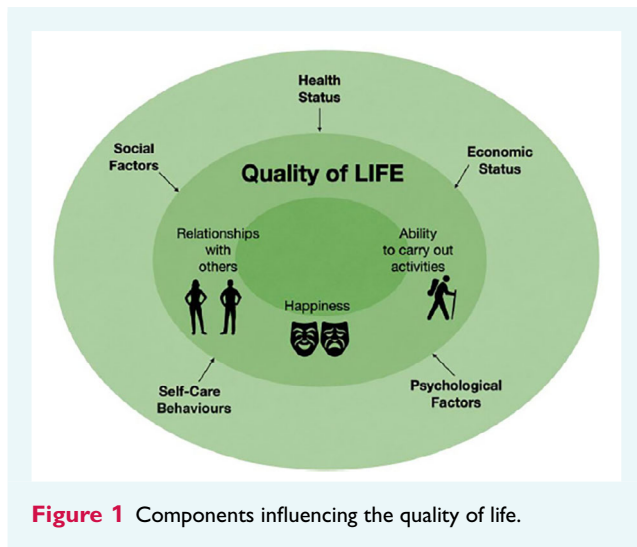 Health
Status
Social
Factors
Economic
Status
Quality of LIFE
Relationships
with
others
Ability
to carry out
activities
Happiness
Self-Care
Behaviours
Psychological
Factors
Figure 1 Components influencing the quality of life.